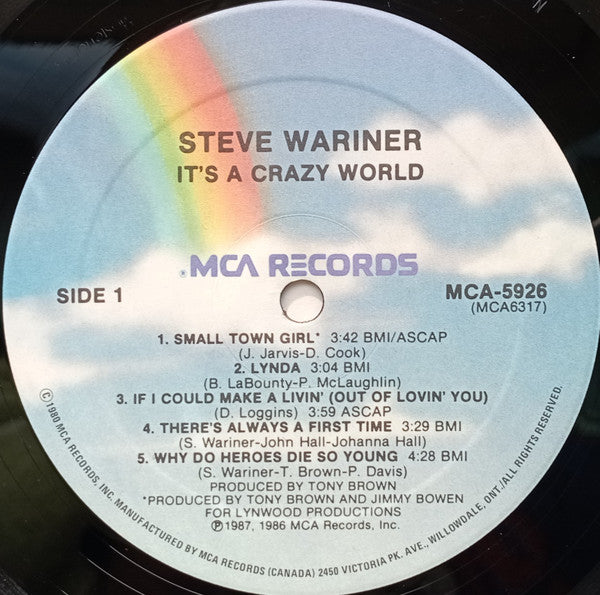 STEVE WARINER
IT'S A CRAZY WORLD
®MCA RECORDS
SIDE 1
MCA-5926
(MCA6317)
1. SMALL TOWN GIRL* 3:42 BMI/ASCAP
(J. Jarvis-D. Cook)
2. LYNDA 3:04 BMI
(B. LaBounty-P. McLaughlin)
3. IF I COULD MAKE A LIVIN' (OUT OF LOVIN' YOU)
(D. Loggins) 3:59 ASCAP
4. THERE'S ALWAYS A FIRST TIME 3:29 BMI
(S. Wariner-John Hall-Johanna Hall)
5. WHY DO HEROES DIE SO YOUNG 4:28 BMI
(S. Wariner-T. Brown-P. Davis)
PRODUCED BY TONY BROWN
*PRODUCED BY TONY BROWN AND JIMMY BOWEN
FOR LYNWOOD PRODUCTIONS
℗1987, 1986 MCA Records, Inc.
©1980 MCA RECORDS, INC. MANUFACTURED BY MCA RECORDS (CANADA) 2450 VICTORIA PK. AVE., WILLOWDALE, ONT./ALL RIGHTS RESERVED.